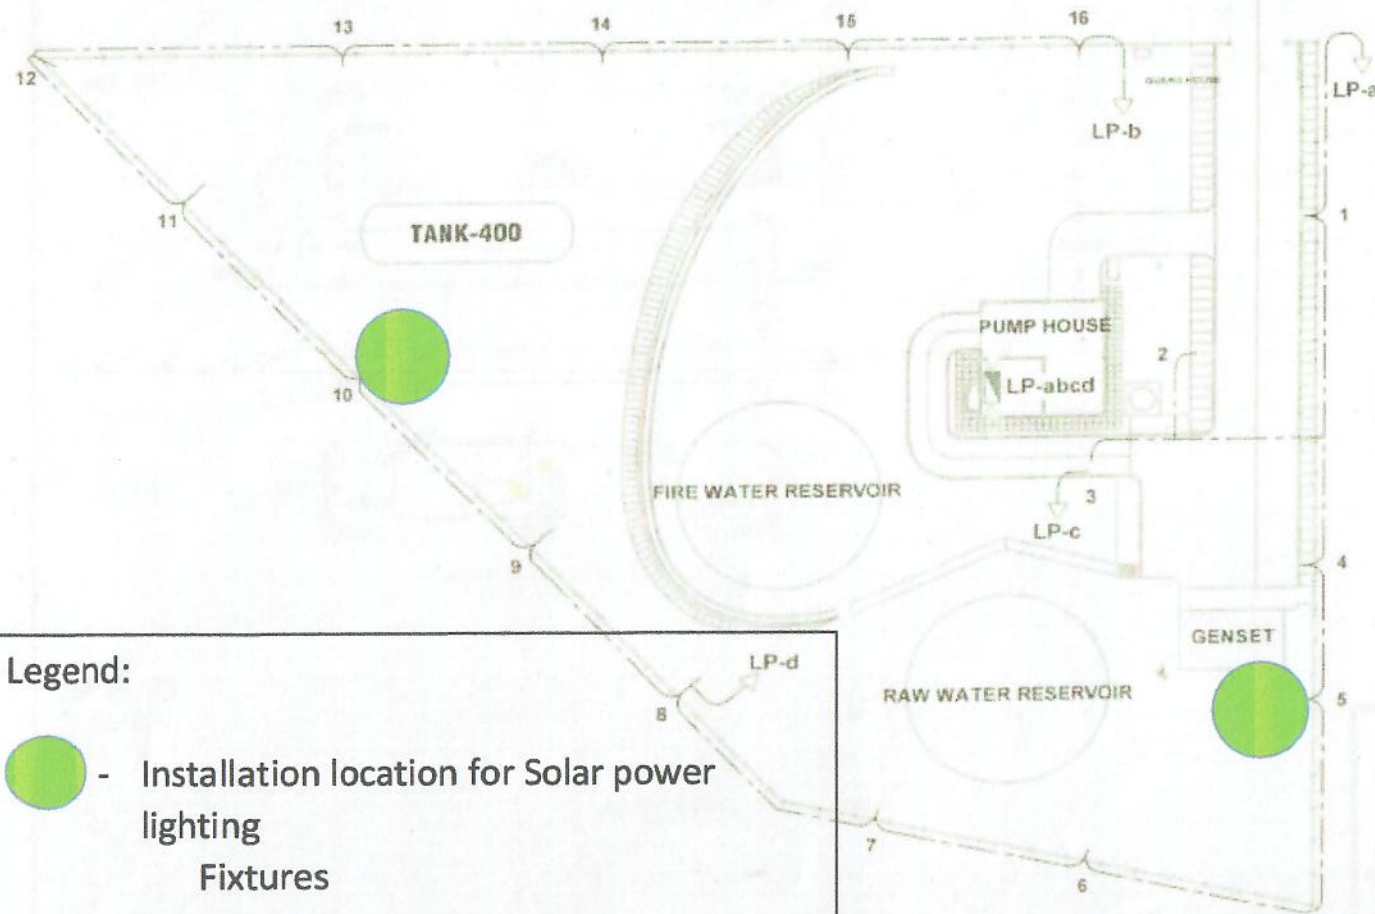 13
14
15
16
12
GUARD HOUSE
LP-a
LP-b
11
TANK-400
1
PUMP HOUSE
2
LP-abcd
10
FIRE WATER RESERVOIR
3
LP-c
9
4
GENSET
LP-d
RAW WATER RESERVOIR
5
8
7
6
Legend:
- Installation location for Solar power
lighting
Fixtures